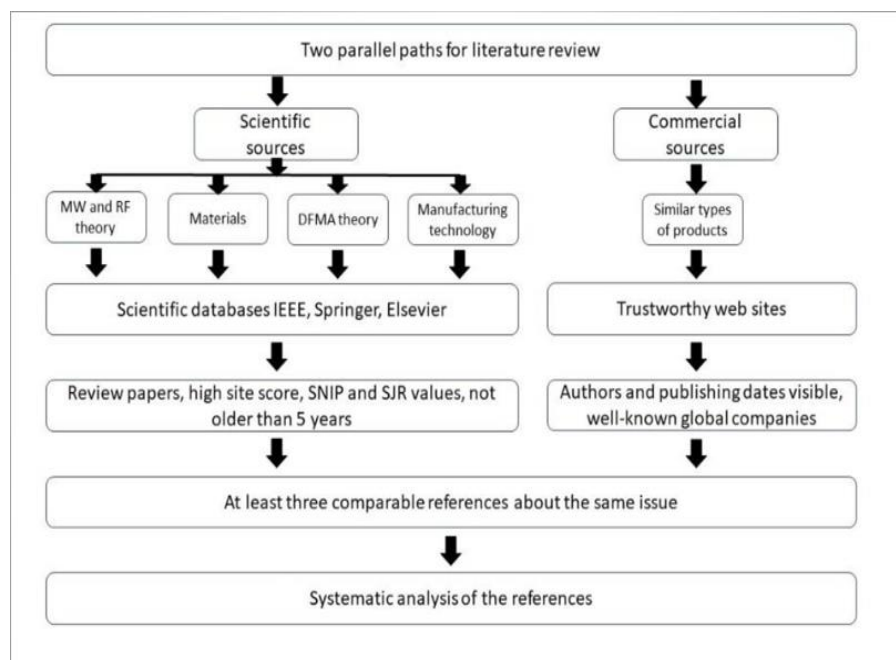 Two parallel paths for literature review
Scientific
sources
Commercial
sources
MW and RF
theory
Materials
DFMA theory
Manufacturing
technology
Similar types
of products
Scientific databases IEEE, Springer, Elsevier
Trustworthy web sites
Review papers, high site score, SNIP and SJR values, not
older than 5 years
Authors and publishing dates visible,
well-known global companies
At least three comparable references about the same issue
Systematic analysis of the references